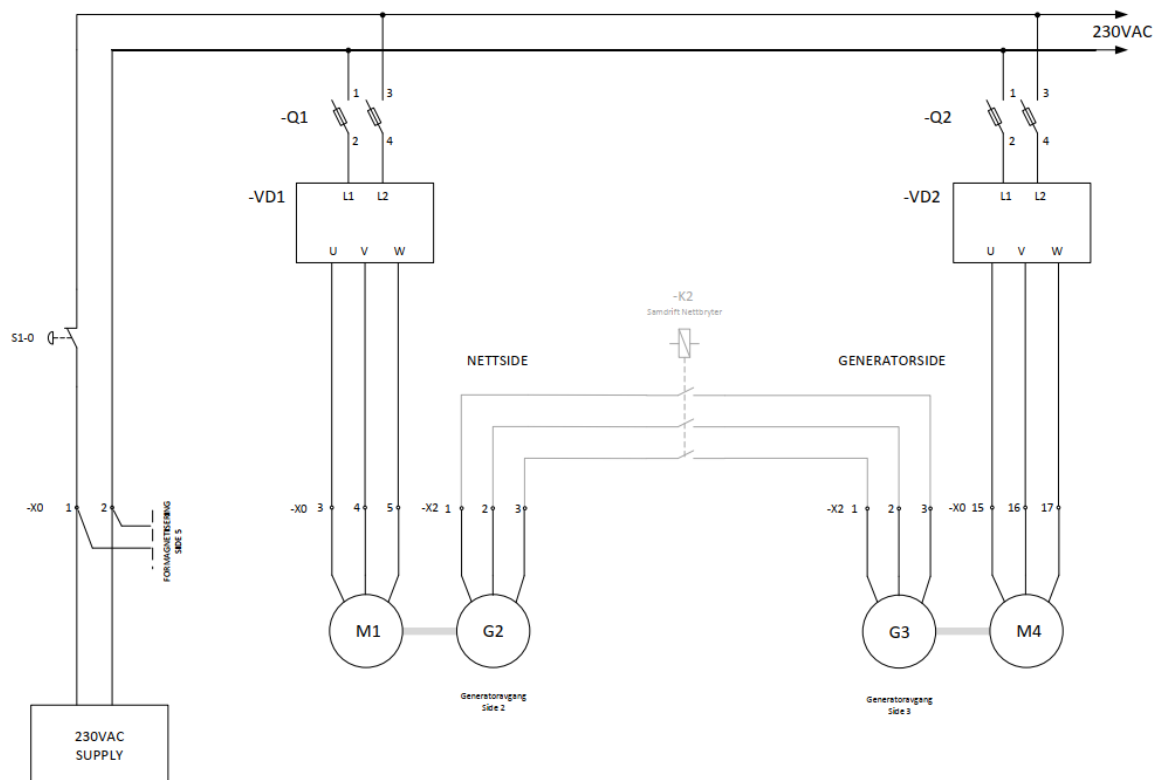 230VAC
-Q1
1
3
2
4
-Q2
1
3
2
4
-VD1
L1
L2
U
V
W
-VD2
L1
L2
U
V
W
S1-0
-K2
Samdrift Nettbryter
NETTSIDE
GENERATORSIDE
-X0
1
2
FORMAGNETISERING
SIDE 5
-X0
3
4
5
-X2
1
2
3
-X2
1
2
3
-X0
15
16
17
M1
G2
G3
M4
Generatoravgang
Side 2
Generatoravgang
Side 3
230VAC
SUPPLY